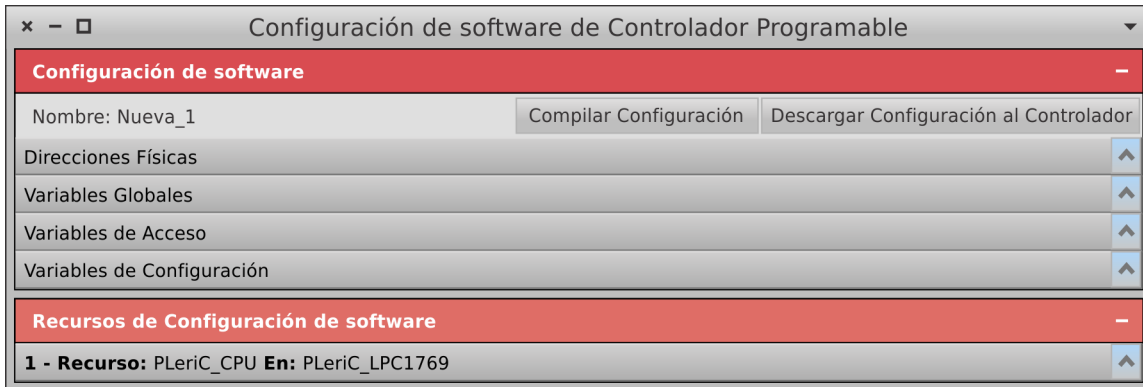 Configuración de software de Controlador Programable
Configuración de software
Nombre: Nueva_1 Compilar Configuración Descargar Configuración al Controlador
Direcciones Físicas
Variables Globales
Variables de Acceso
Variables de Configuración
Recursos de Configuración de software
1 - Recurso: PLeriC_CPU En: PLeriC_LPC1769